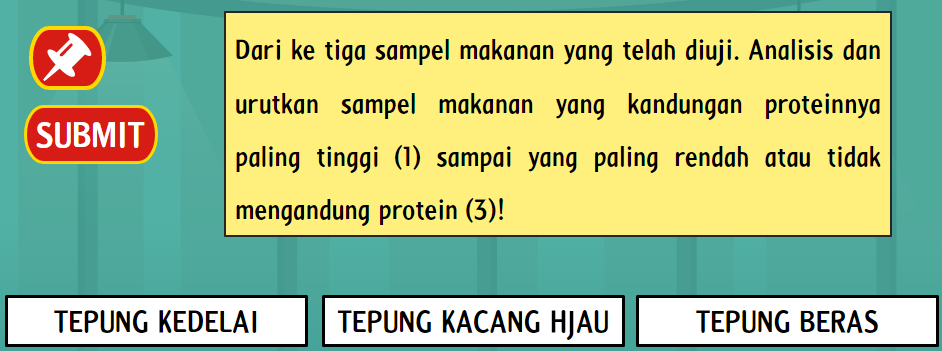 Dari ke tiga sampel makanan yang telah diuji. Analisis dan
urutkan sampel makanan yang kandungan proteinnya
paling tinggi (1) sampai yang paling rendah atau tidak
mengandung protein (3)!
SUBMIT
TEPUNG KEDELAI
TEPUNG KACANG HJAU
TEPUNG BERAS